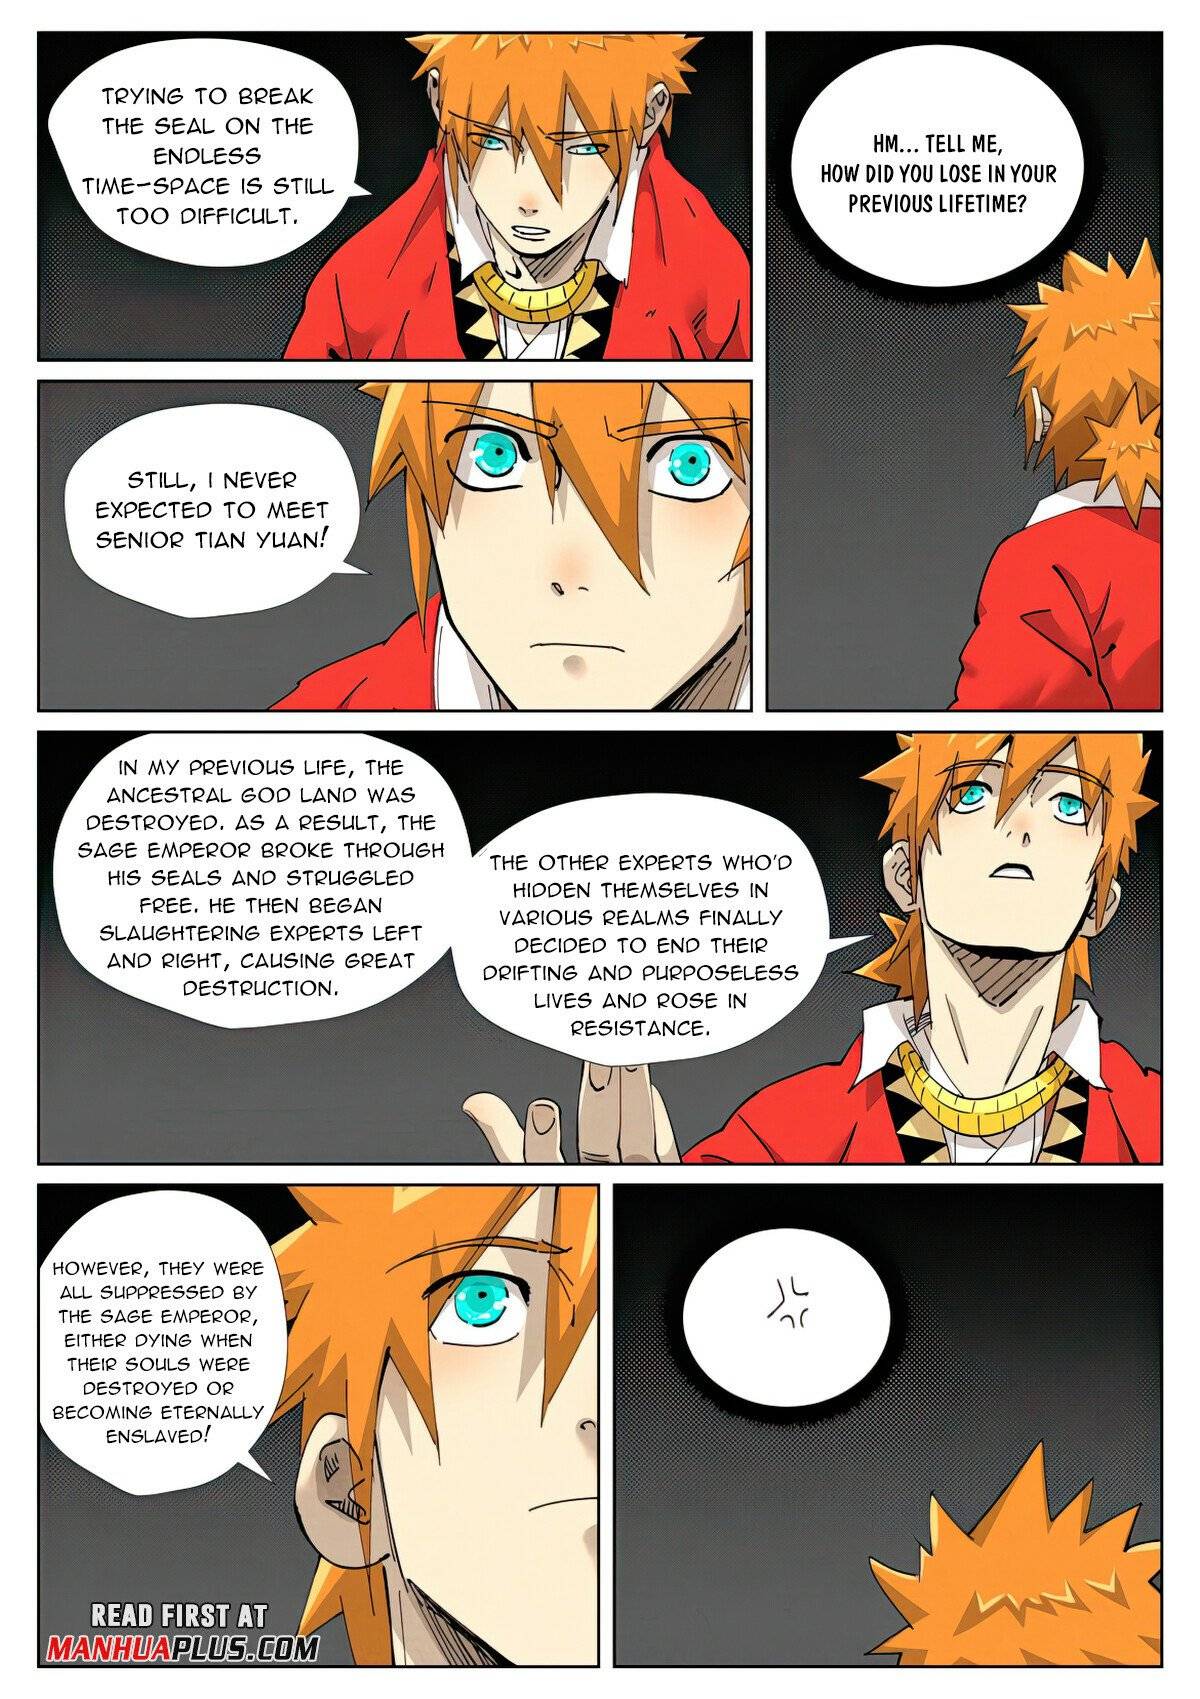 TRYING TO BREAK
THE SEAL ON THE
ENDLESS
TIME-SPACE IS STILL
TOO DIFFICULT.
HM... TELL ME,
HOW DID YOU LOSE IN YOUR
PREVIOUS LIFETIME?
STILL, I NEVER
EXPECTED TO MEET
SENIOR TIAN YUAN!
IN MY PREVIOUS LIFE, THE
ANCESTRAL GOD LAND WAS
DESTROYED. AS A RESULT, THE
SAGE EMPEROR BROKE THROUGH
HIS SEALS AND STRUGGLED
FREE. HE THEN BEGAN
SLAUGHTERING EXPERTS LEFT
AND RIGHT, CAUSING GREAT
DESTRUCTION.
THE OTHER EXPERTS WHO'D
HIDDEN THEMSELVES IN
VARIOUS REALMS FINALLY
DECIDED TO END THEIR
DRIFTING AND PURPOSELESS
LIVES AND ROSE IN
RESISTANCE.
HOWEVER, THEY WERE
ALL SUPPRESSED BY
THE SAGE EMPEROR,
EITHER DYING WHEN
THEIR SOULS WERE
DESTROYED OR
BECOMING ETERNALLY
ENSLAVED!
READ FIRST AT
MANHUAPLUS.COM